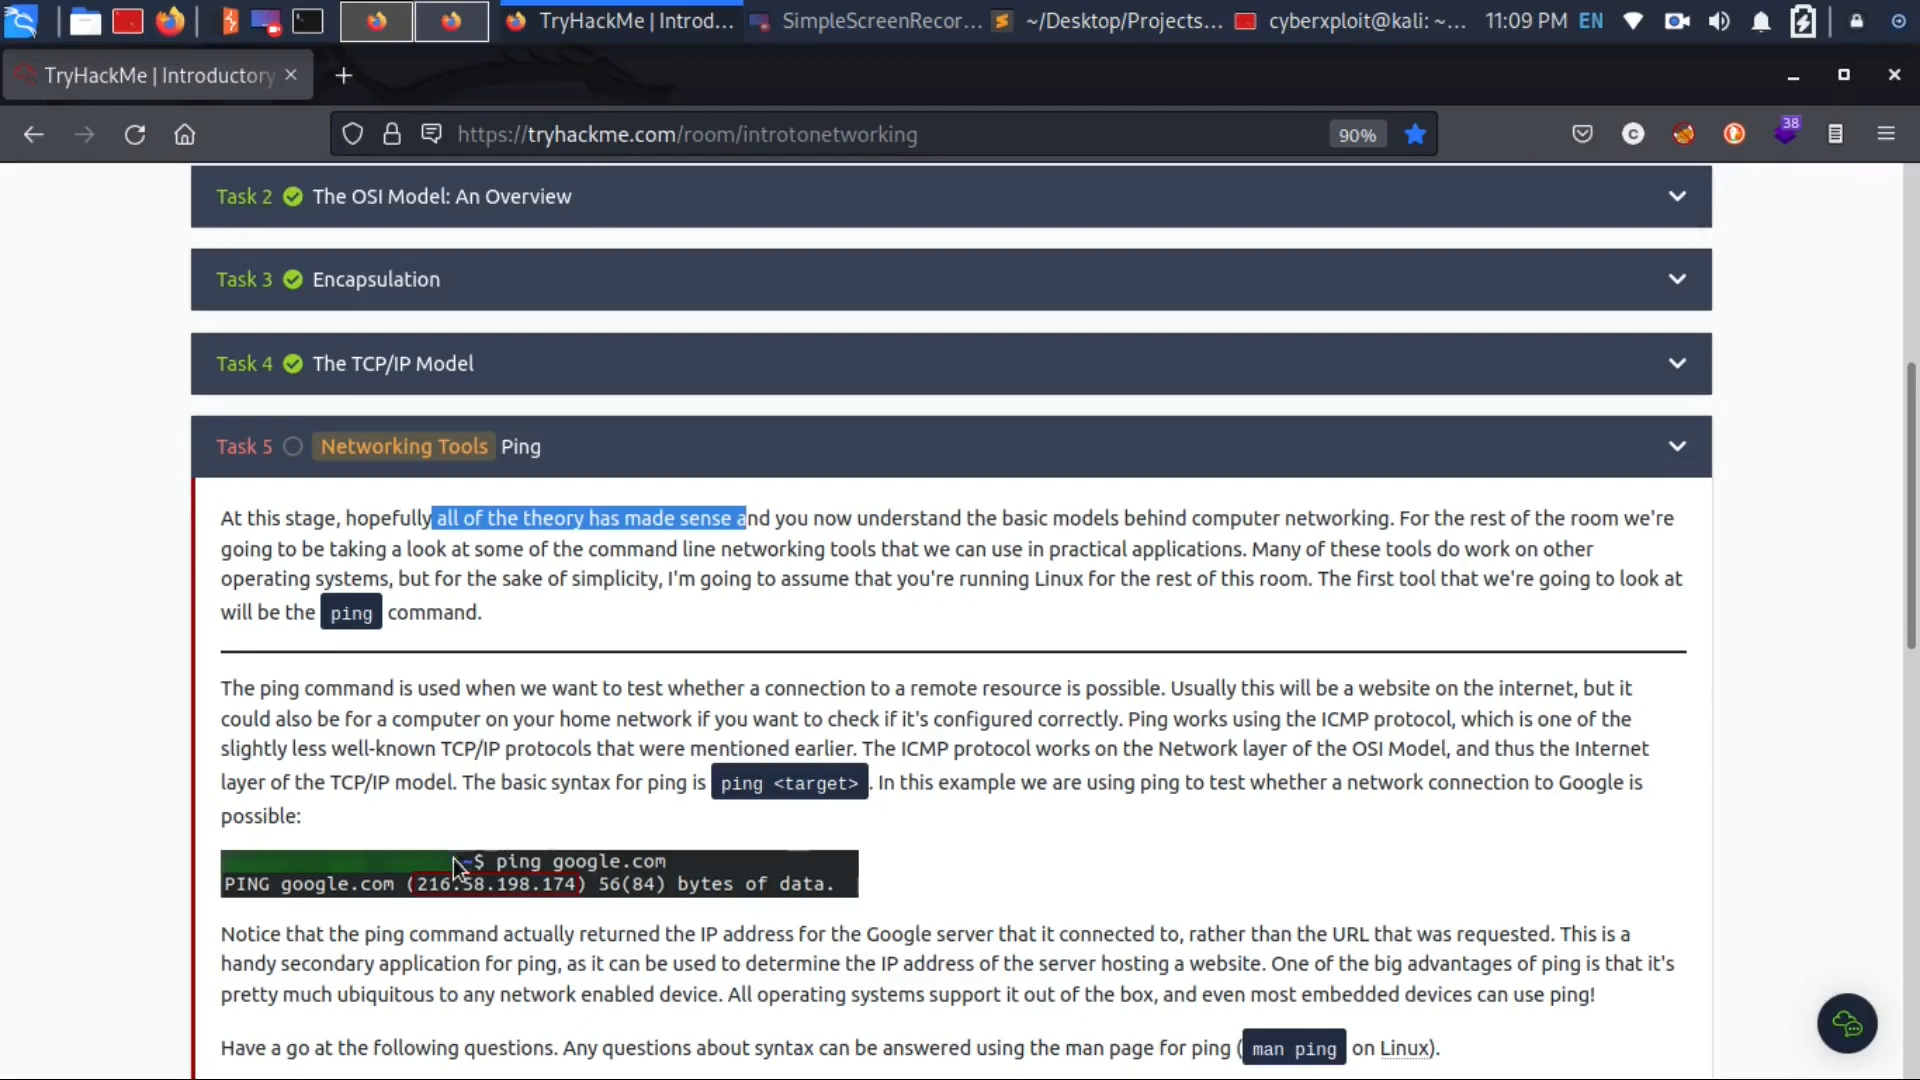 TryHackMe | Introd...
SimpleScreenRecor...
~/Desktop/Projects...
cyberxploit@kali: ~...
11:09 PM
EN
TryHackMe | Introductory
https://tryhackme.com/room/introtonetworking
90%
38
Task 2 The OSI Model: An Overview
Task 3 Encapsulation
Task 4 The TCP/IP Model
Task 5 Networking Tools Ping
At this stage, hopefully all of the theory has made sense and you now understand the basic models behind computer networking. For the rest of the room we're
going to be taking a look at some of the command line networking tools that we can use in practical applications. Many of these tools do work on other
operating systems, but for the sake of simplicity, I'm going to assume that you're running Linux for the rest of this room. The first tool that we're going to look at
will be the ping command.
The ping command is used when we want to test whether a connection to a remote resource is possible. Usually this will be a website on the internet, but it
could also be for a computer on your home network if you want to check if it's configured correctly. Ping works using the ICMP protocol, which is one of the
slightly less well-known TCP/IP protocols that were mentioned earlier. The ICMP protocol works on the Network layer of the OSI Model, and thus the Internet
layer of the TCP/IP model. The basic syntax for ping is ping <target>. In this example we are using ping to test whether a network connection to Google is
possible:
~$ ping google.com
PING google.com (216.58.198.174) 56(84) bytes of data.
Notice that the ping command actually returned the IP address for the Google server that it connected to, rather than the URL that was requested. This is a
handy secondary application for ping, as it can be used to determine the IP address of the server hosting a website. One of the big advantages of ping is that it's
pretty much ubiquitous to any network enabled device. All operating systems support it out of the box, and even most embedded devices can use ping!
Have a go at the following questions. Any questions about syntax can be answered using the man page for ping (man ping on Linux).